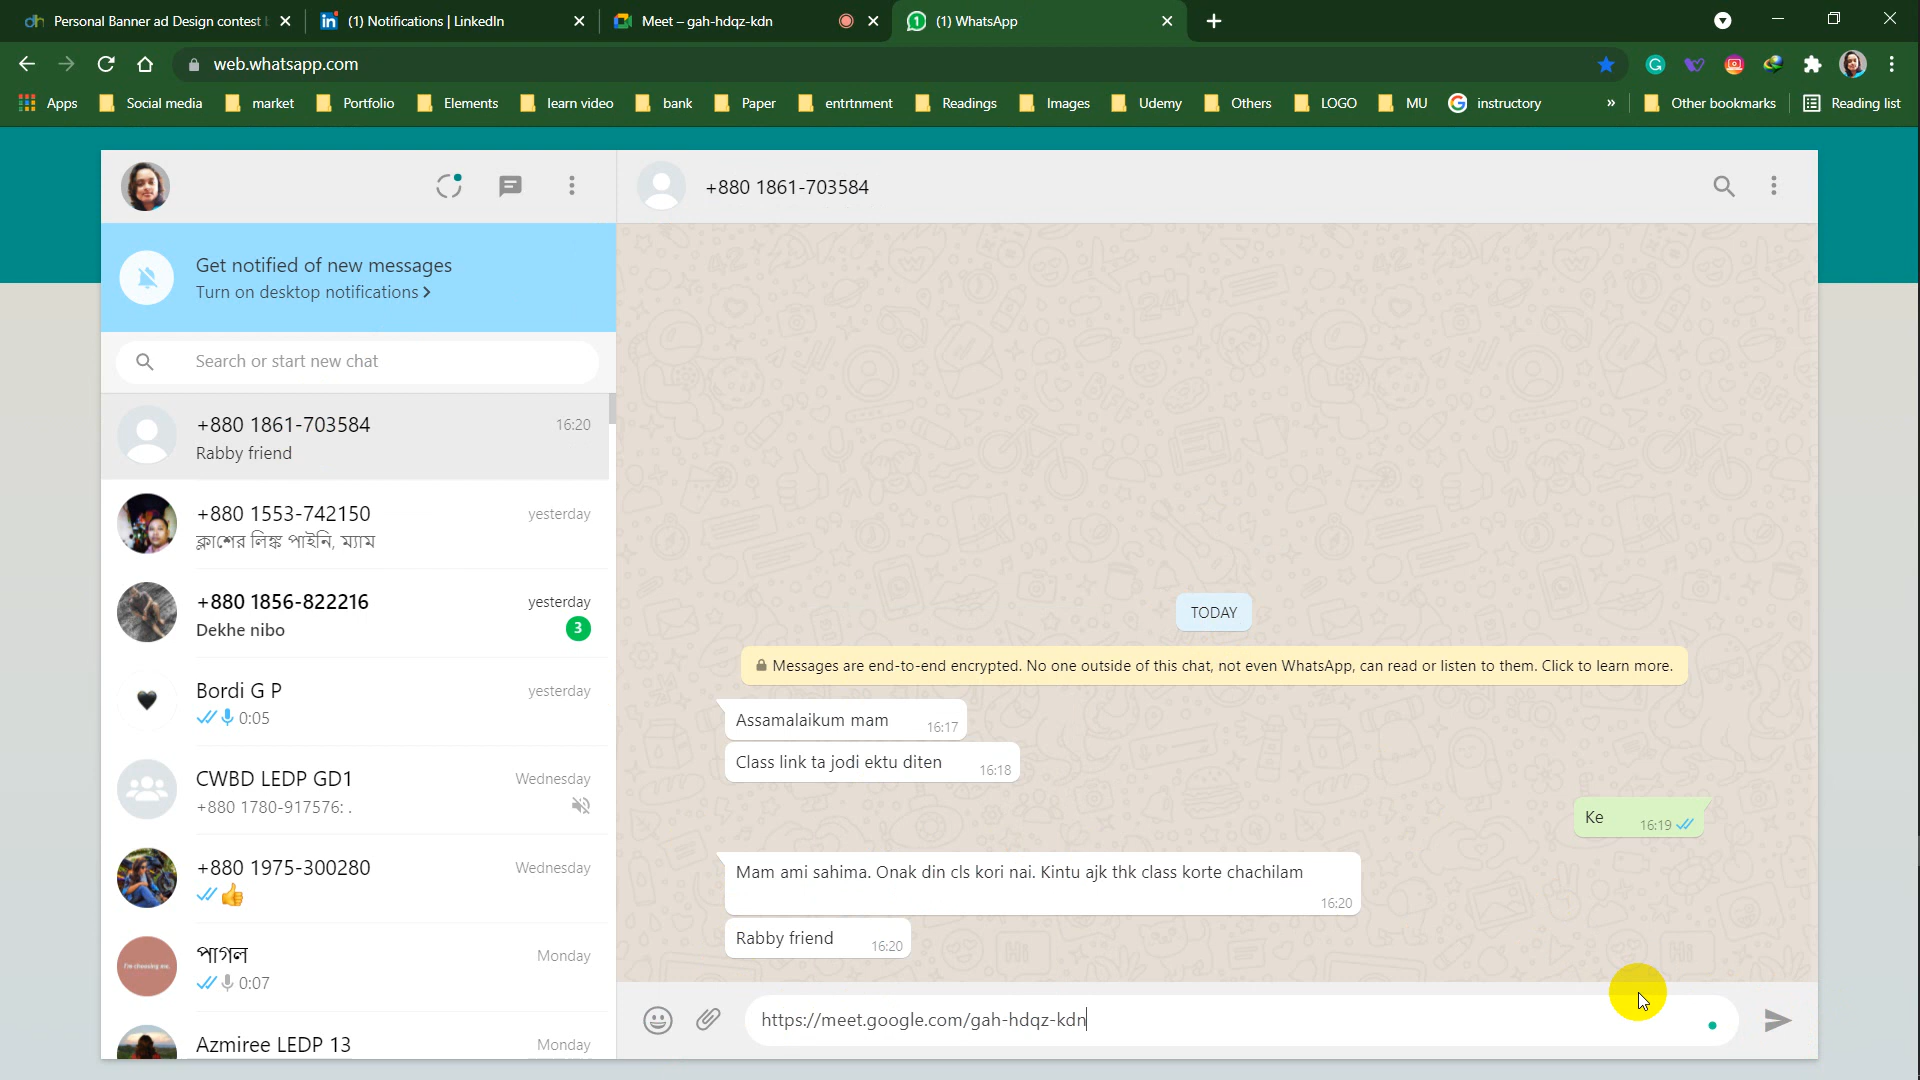 Personal Banner ad Design contest
(1) Notifications | LinkedIn
Meet – gah-hdqz-kdn
(1) WhatsApp
web.whatsapp.com
Apps
Social media
market
Portfolio
Elements
learn video
bank
Paper
entrtnment
Readings
Images
Udemy
Others
LOGO
MU
instructory
»
Other bookmarks
Reading list
Get notified of new messages
Turn on desktop notifications >
Search or start new chat
+880 1861-703584
16:20
Rabby friend
+880 1553-742150
yesterday
ক্লাশের লিঙ্ক পাইনি, ম্যাম
+880 1856-822216
yesterday
Dekhe nibo
3
Bordi G P
yesterday
0:05
CWBD LEDP GD1
Wednesday
+880 1780-917576: .
+880 1975-300280
Wednesday
👍
I'm choosing me.
পাগল
Monday
0:07
Azmiree LEDP 13
Monday
+880 1861-703584
TODAY
Messages are end-to-end encrypted. No one outside of this chat, not even WhatsApp, can read or listen to them. Click to learn more.
Assamalaikum mam
16:17
Class link ta jodi ektu diten
16:18
Ke
16:19
Mam ami sahima. Onak din cls kori nai. Kintu ajk thk class korte chachilam
16:20
Rabby friend
16:20
https://meet.google.com/gah-hdqz-kdn